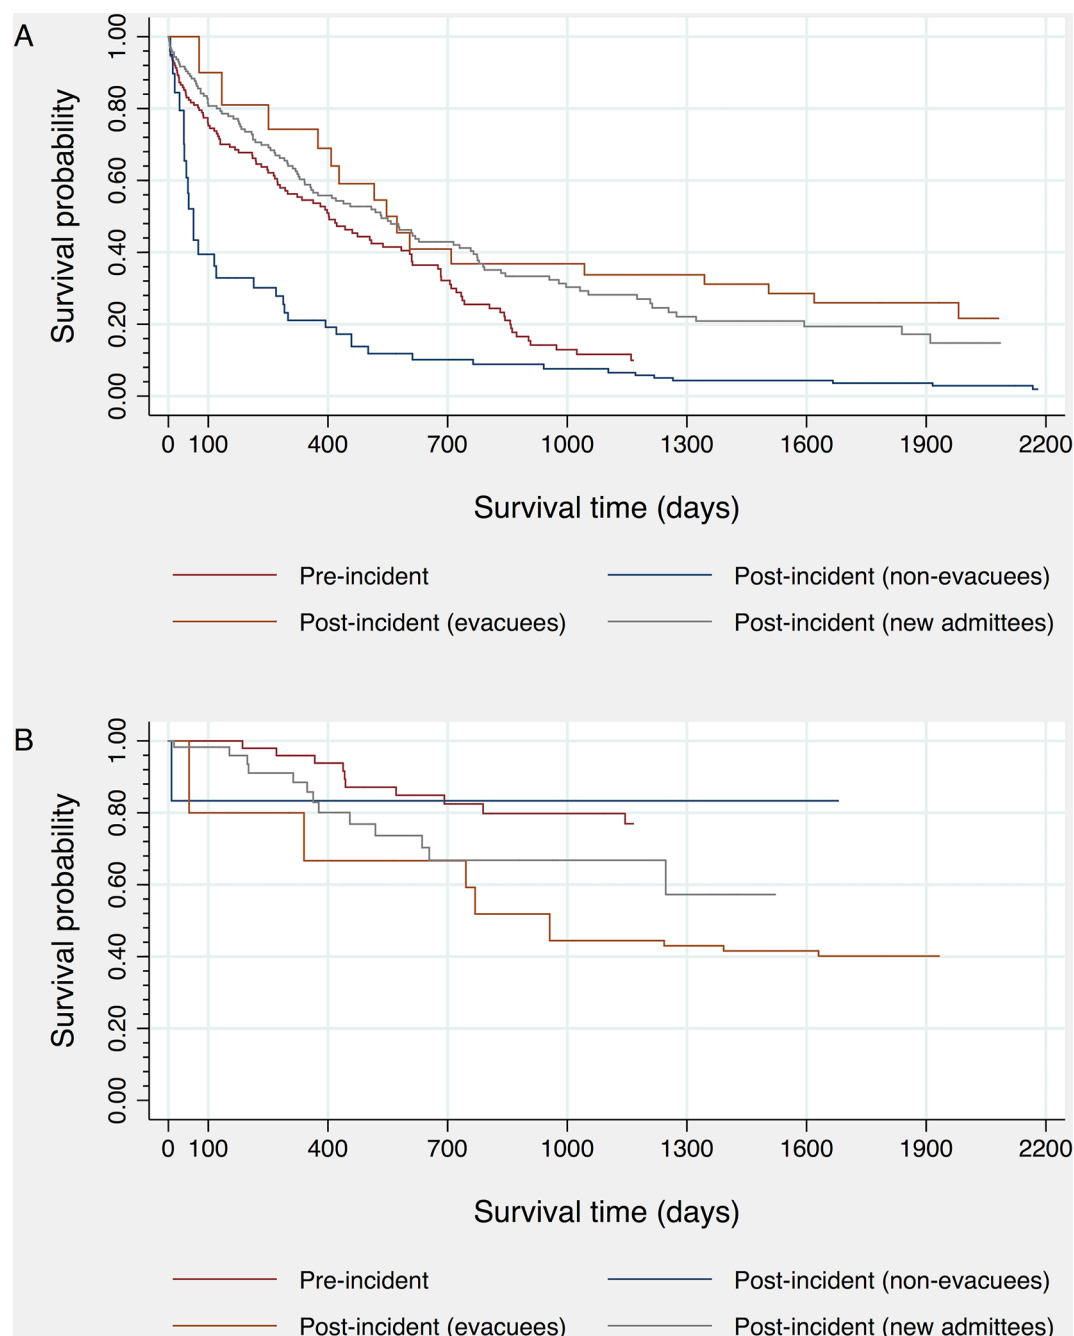 A
1.00
0.80
0.60
0.40
0.20
0.00
Survival probability
0 100 400 700 1000 1300 1600 1900 2200
Survival time (days)
Pre-incident Post-incident (non-evacuees)
Post-incident (evacuees) Post-incident (new admittees)
B
1.00
0.80
0.60
0.40
0.20
0.00
Survival probability
0 100 400 700 1000 1300 1600 1900 2200
Survival time (days)
Pre-incident Post-incident (non-evacuees)
Post-incident (evacuees) Post-incident (new admittees)